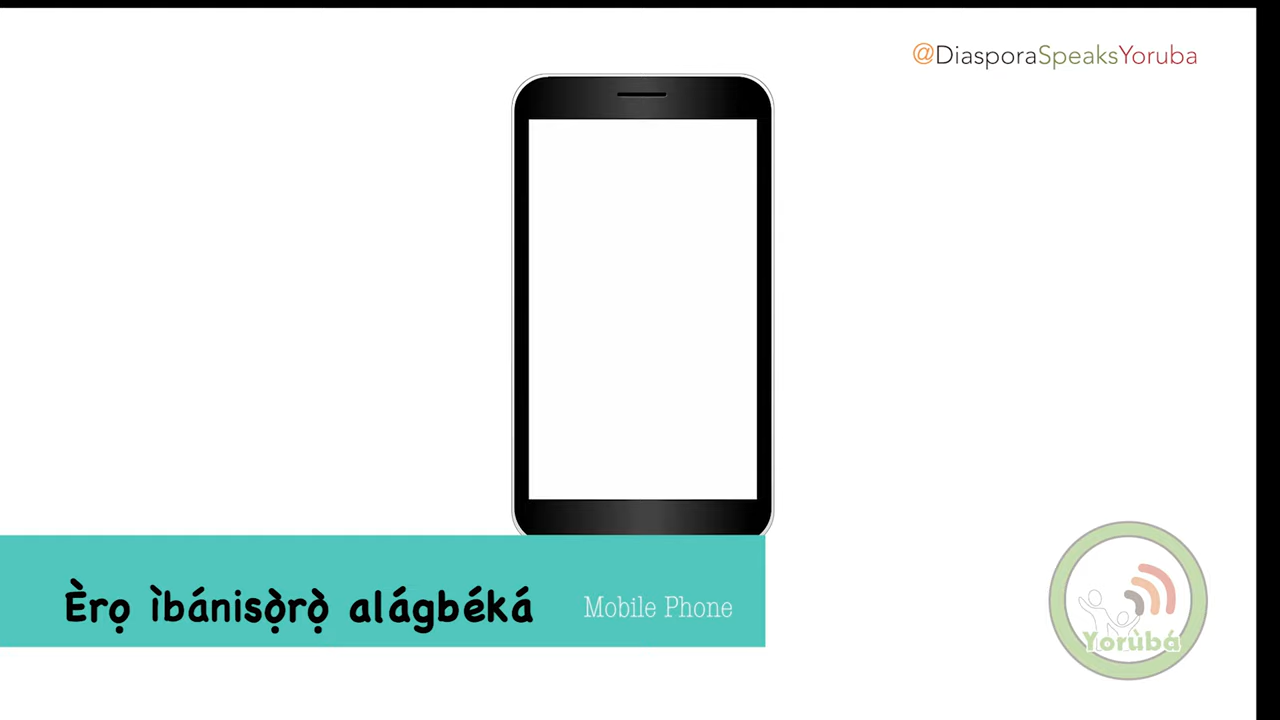 @DiasporaSpeaksYoruba
Èrọ ìbánisọ̀rọ̀ alágbéká Mobile Phone
Yorùbá